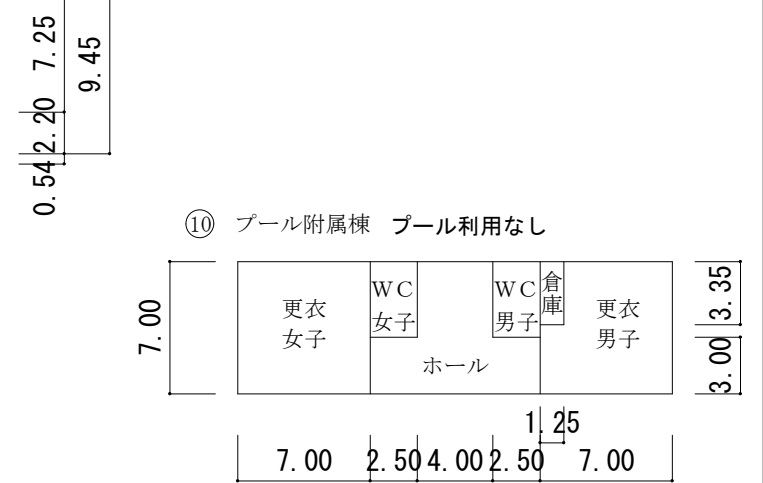 7.25
9.45
2.20
0.54
⑩ プール附属棟 プール利用なし
7.00
更衣
女子
WC
女子
WC
男子
倉
庫
更衣
男子
ホール
3.35
3.00
1.25
7.00 2.50 4.00 2.50 7.00